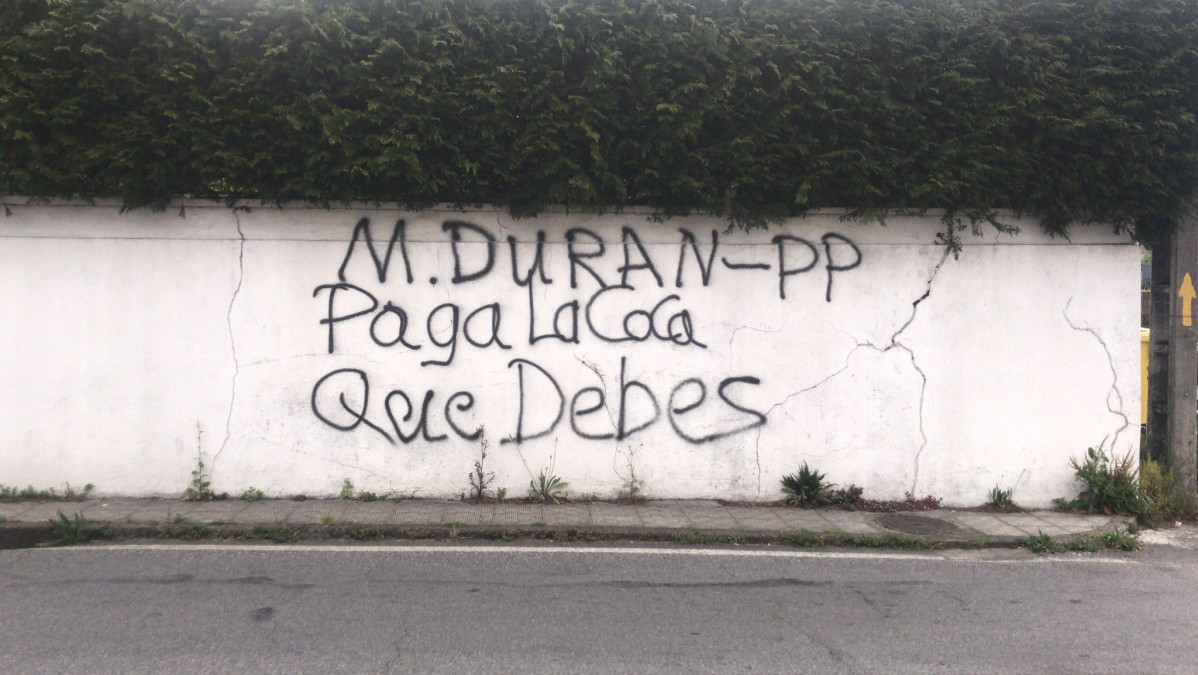 M. DURAN-PP
Paga La Coca
Que Debes